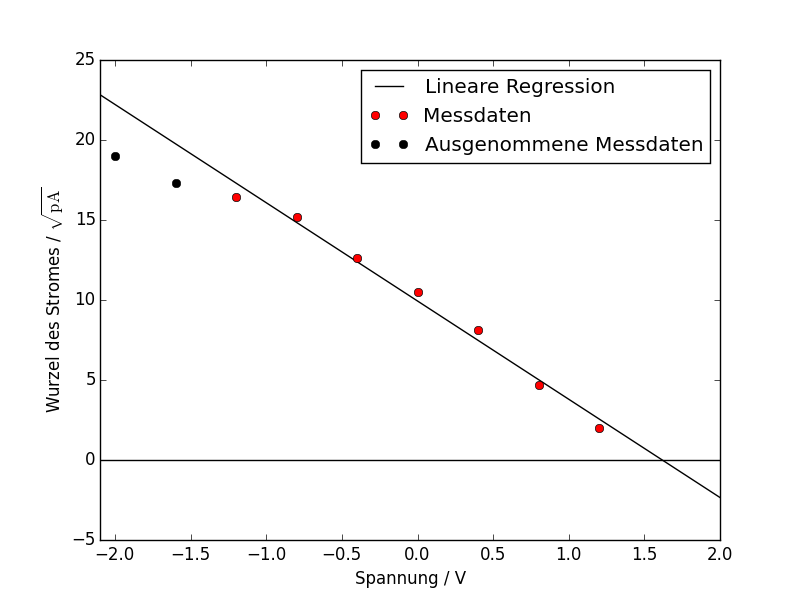 25
20
15
10
5
0
−5
Wurzel des Stromes / √pA
Lineare Regression
Messdaten
Ausgenommene Messdaten
−2.0 −1.5 −1.0 −0.5 0.0 0.5 1.0 1.5 2.0
Spannung / V